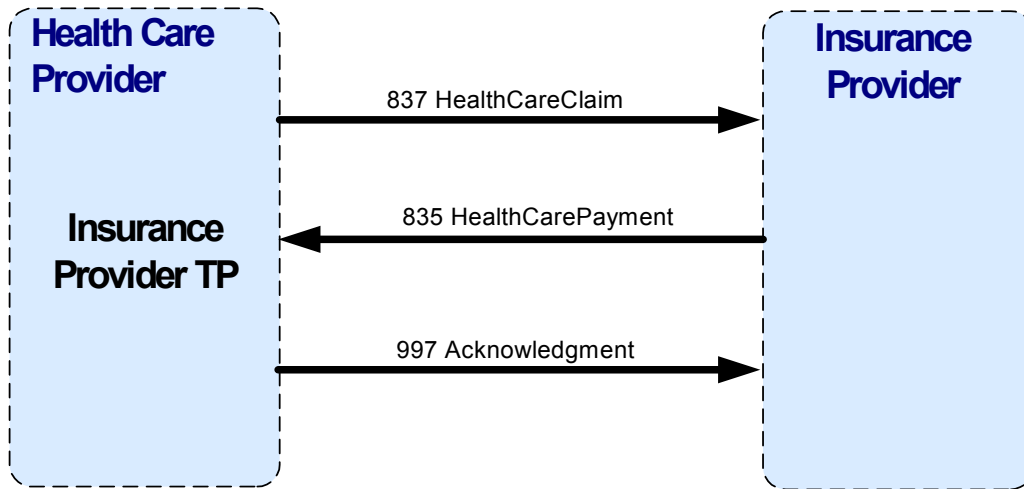 Health Care
Provider
Insurance
Provider
837 HealthCareClaim
835 HealthCarePayment
Insurance
Provider TP
997 Acknowledgment